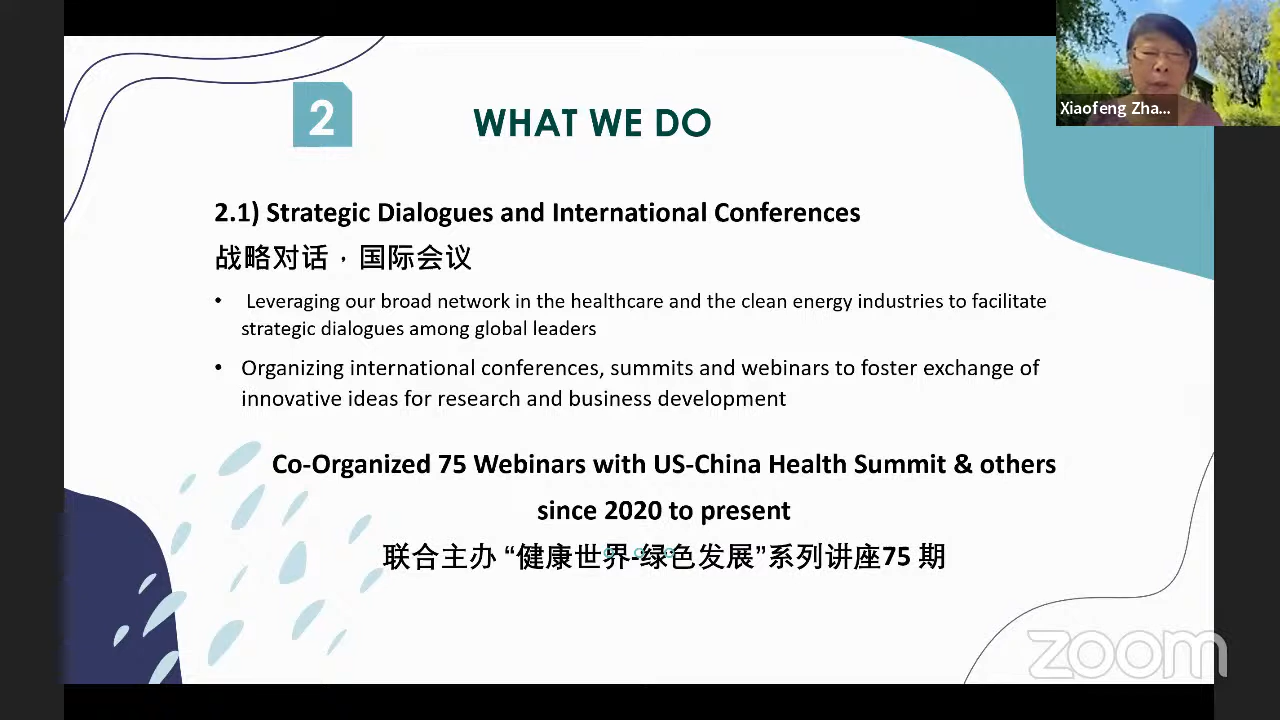 2
WHAT WE DO
Xiaofeng Zha...
2.1) Strategic Dialogues and International Conferences
战略对话，国际会议
• Leveraging our broad network in the healthcare and the clean energy industries to facilitate
strategic dialogues among global leaders
• Organizing international conferences, summits and webinars to foster exchange of
innovative ideas for research and business development
Co-Organized 75 Webinars with US-China Health Summit & others
since 2020 to present
联合主办 “健康世界-绿色发展”系列讲座75 期
zoom